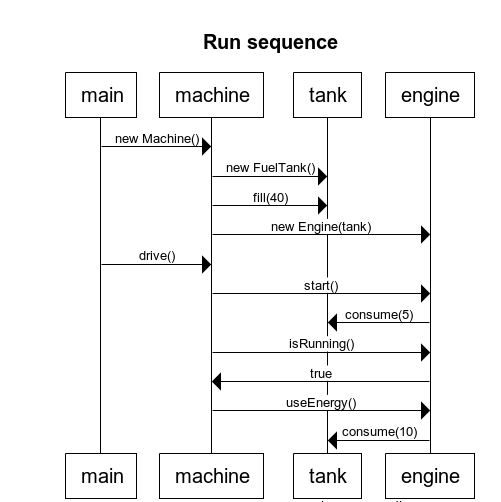 Run sequence
main machine tank engine
new Machine()
new FuelTank()
fill(40)
new Engine(tank)
drive()
start()
consume(5)
isRunning()
true
useEnergy()
consume(10)
main machine tank engine